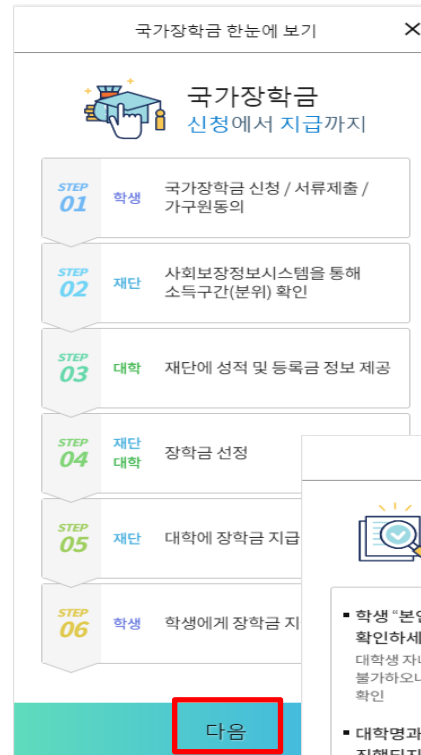 국가장학금 한눈에 보기 ✕
국가장학금
신청에서 지급까지
STEP 01 학생 국가장학금 신청 / 서류제출 /
가구원동의
STEP 02 재단 사회보장정보시스템을 통해
소득구간(분위) 확인
STEP 03 대학 재단에 성적 및 등록금 정보 제공
STEP 04 재단 대학 장학금 선정
STEP 05 재단 대학에 장학금 지급
STEP 06 학생 학생에게 장학금 지
다음
▪ 학생 "본인
확인하세
대학생 자녀
불가하오니
확인
▪ 대학명과